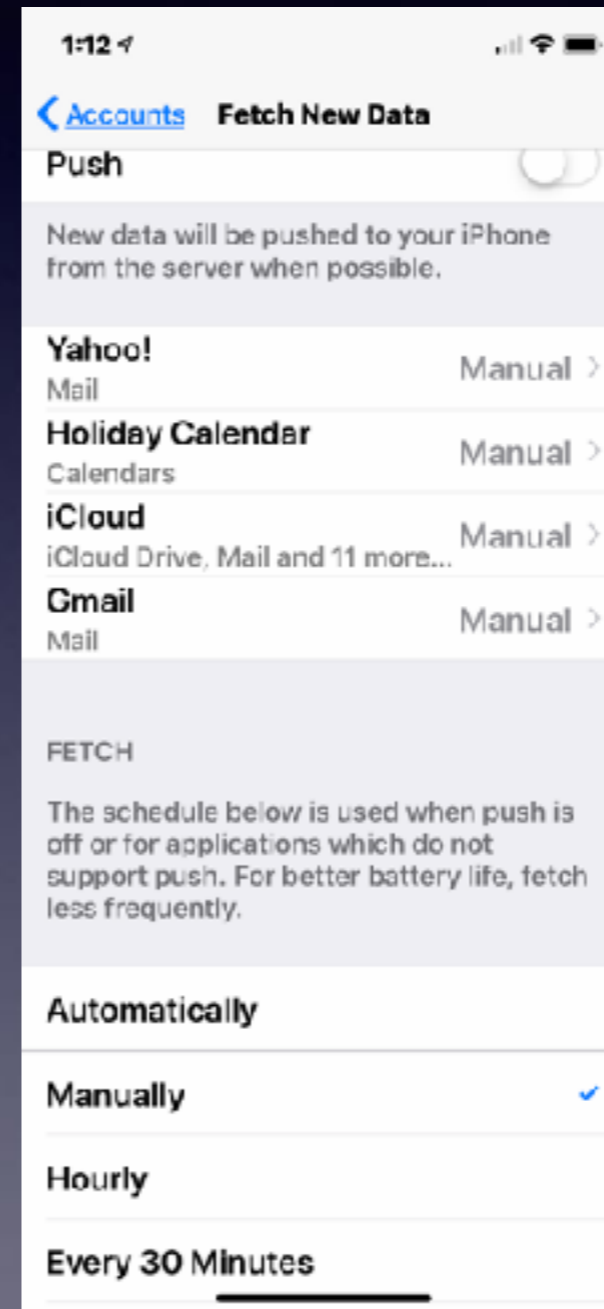 1:12
Accounts Fetch New Data
Push
New data will be pushed to your iPhone
from the server when possible.
Yahoo!
Mail
Manual
Holiday Calendar
Calendars
Manual
iCloud
iCloud Drive, Mail and 11 more...
Manual
Gmail
Mail
Manual
FETCH
The schedule below is used when push is
off or for applications which do not
support push. For better battery life, fetch
less frequently.
Automatically
Manually
Hourly
Every 30 Minutes